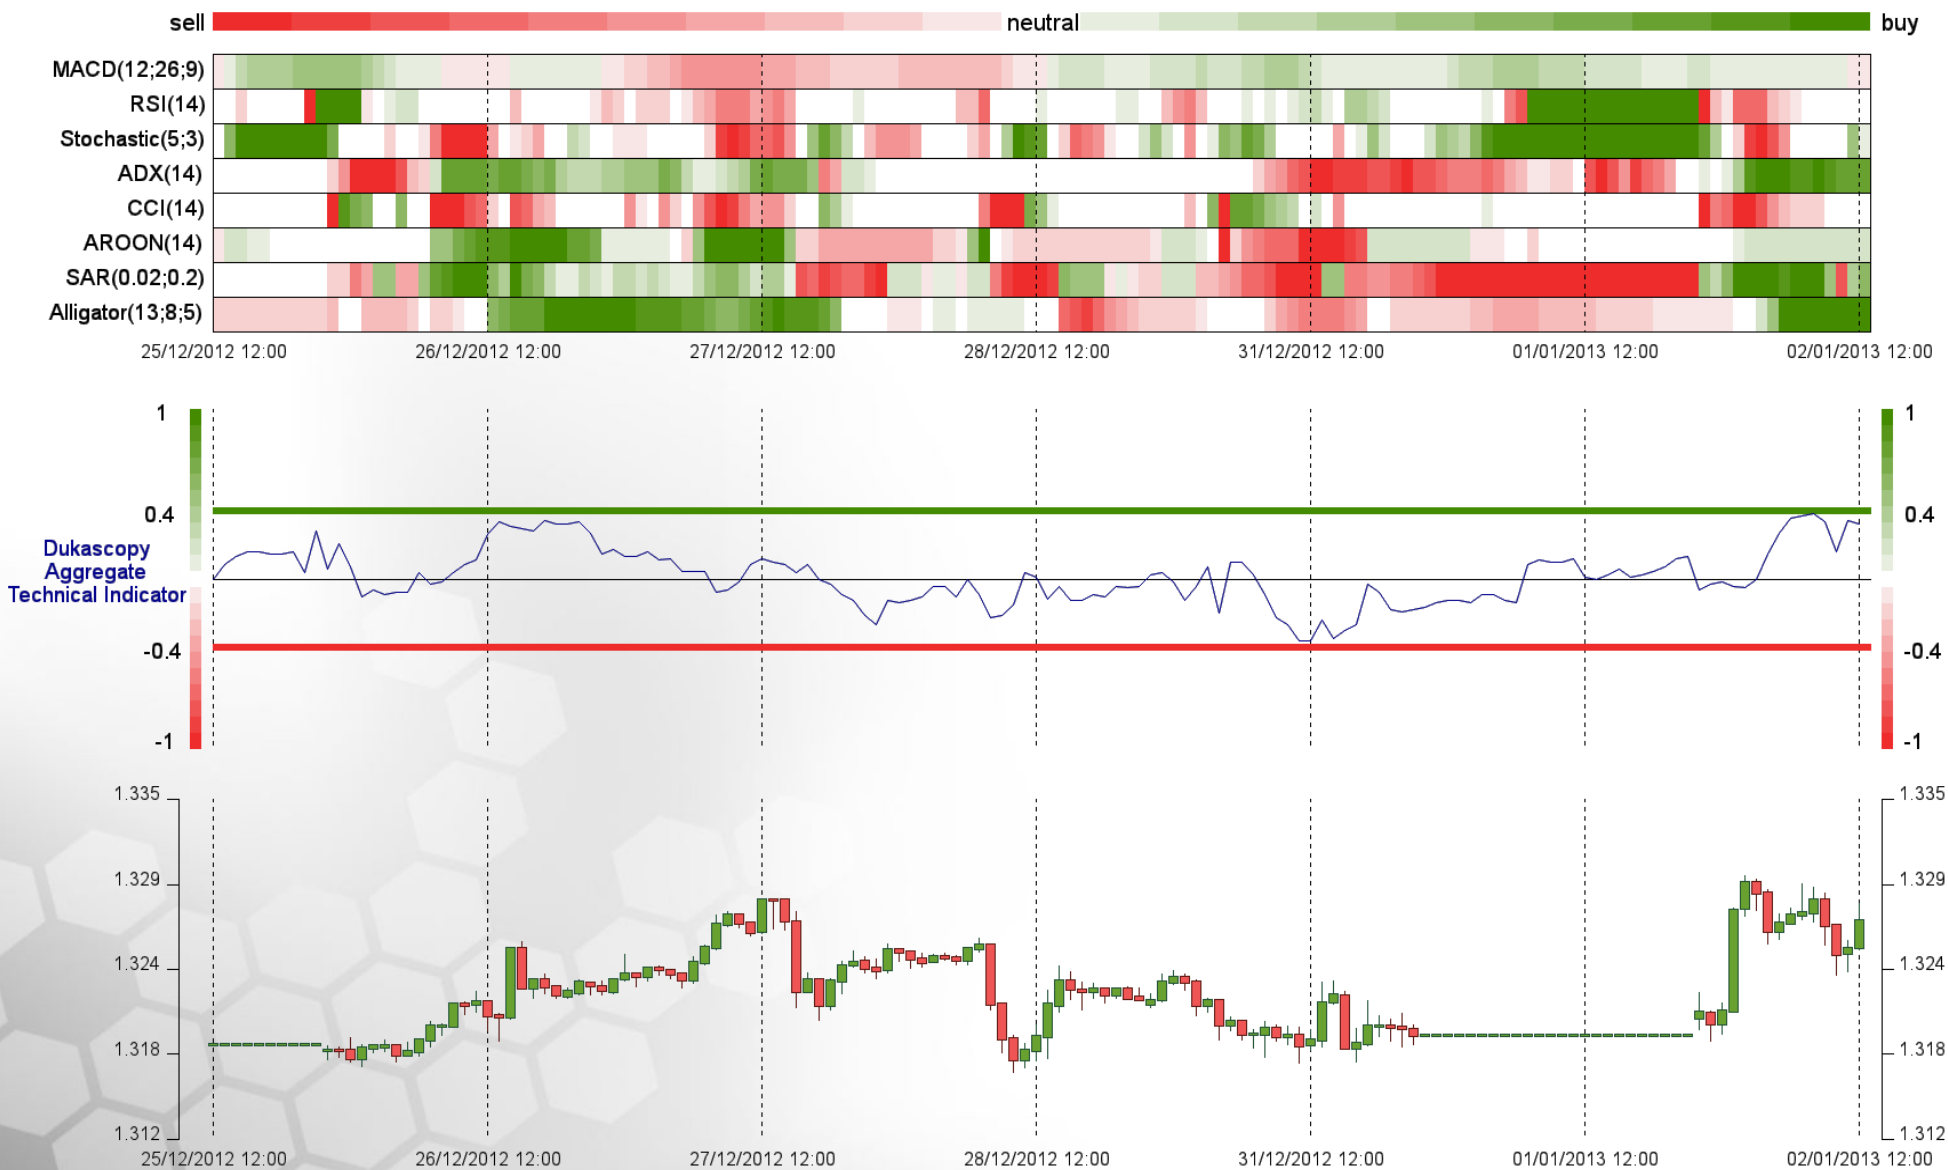 sell neutral buy
MACD(12;26;9)
RSI(14)
Stochastic(5;3)
ADX(14)
CCI(14)
AROON(14)
SAR(0.02;0.2)
Alligator(13;8;5)
25/12/2012 12:00 26/12/2012 12:00 27/12/2012 12:00 28/12/2012 12:00 31/12/2012 12:00 01/01/2013 12:00 02/01/2013 12:00
1 1
0.4 0.4
Dukascopy
Aggregate
Technical Indicator
-0.4 -0.4
-1 -1
1.335 1.335
1.329 1.329
1.324 1.324
1.318 1.318
1.312 1.312
25/12/2012 12:00 26/12/2012 12:00 27/12/2012 12:00 28/12/2012 12:00 31/12/2012 12:00 01/01/2013 12:00 02/01/2013 12:00